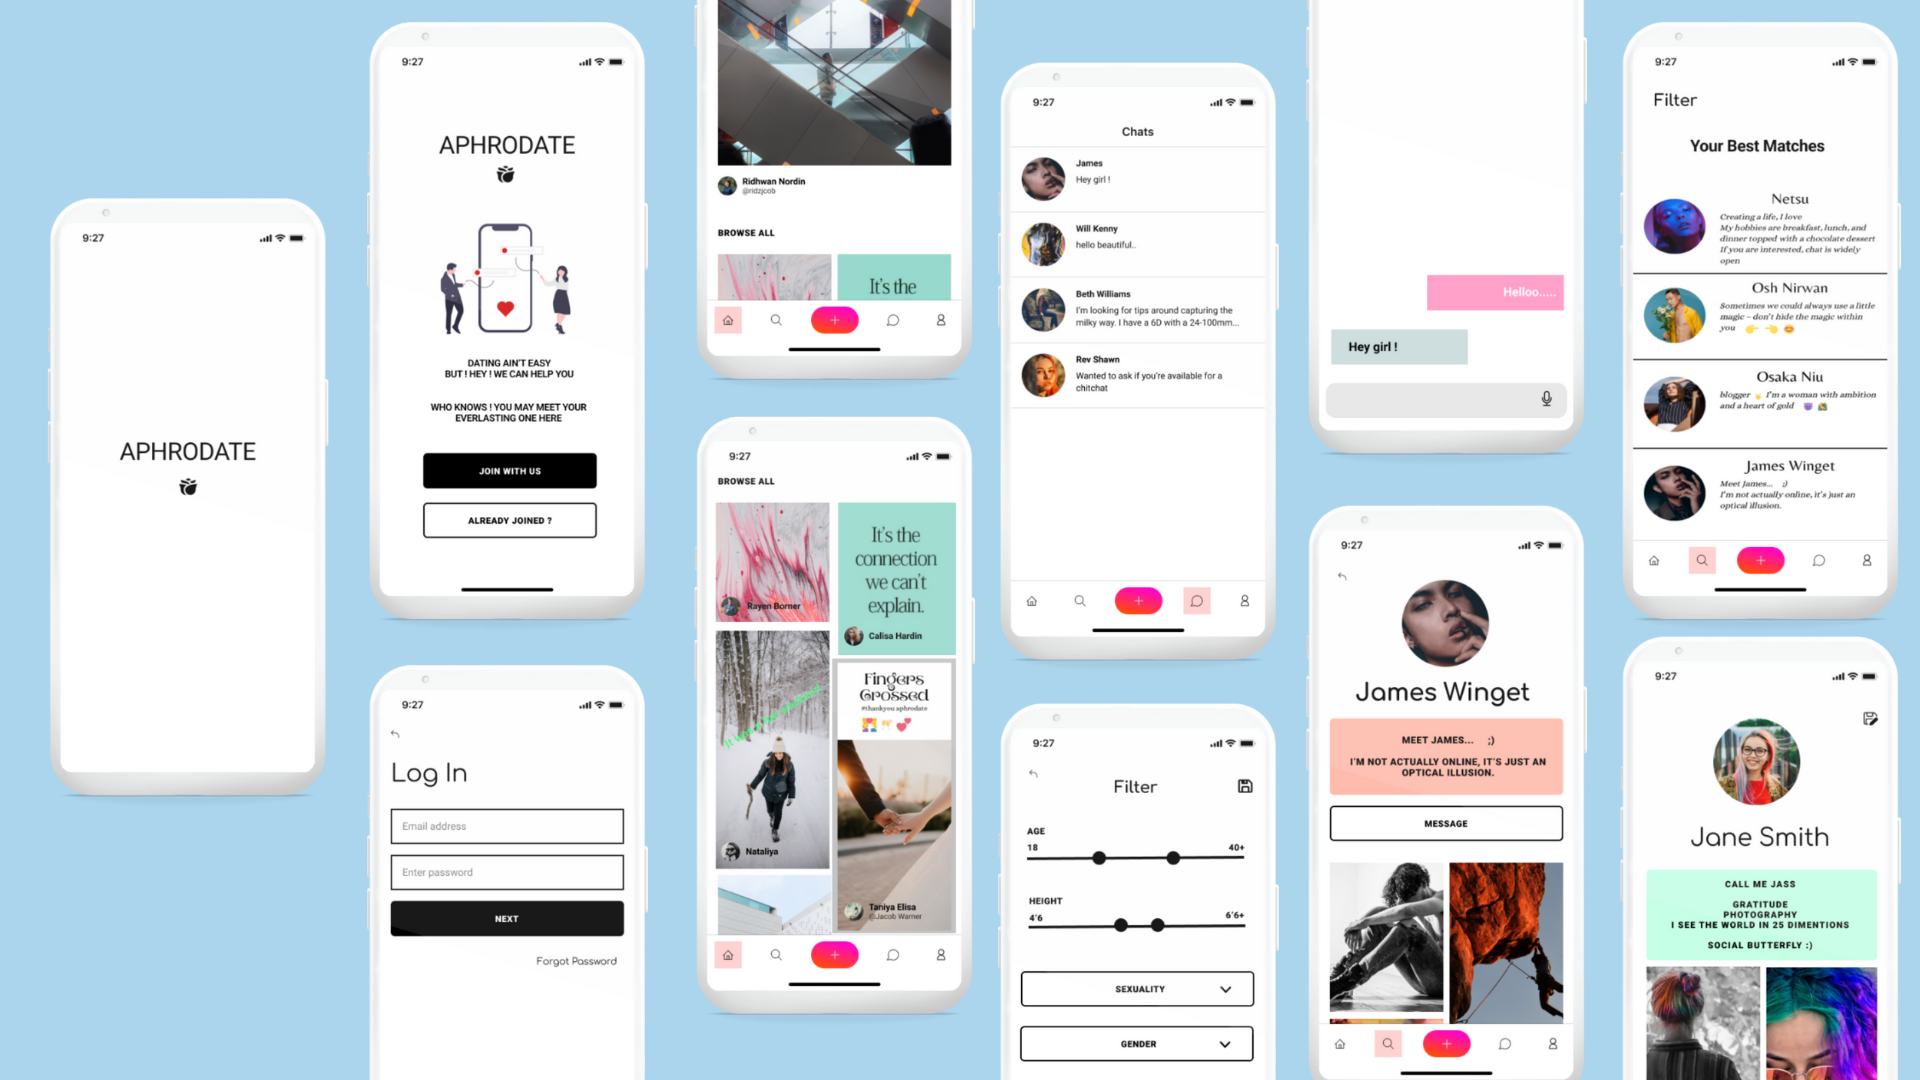 9:27
APHRODATE
9:27
APHRODATE
DATING AIN'T EASY
BUT ! HEY ! WE CAN HELP YOU
WHO KNOWS ! YOU MAY MEET YOUR
EVERLASTING ONE HERE
JOIN WITH US
ALREADY JOINED ?
9:27
Log In
Email address
Enter password
NEXT
Forgot Password
Ridhwan Nordin
@ridzjcob
BROWSE ALL
It's the
9:27
BROWSE ALL
Rayen Borner
It's the
connection
we can't
explain.
Calisa Hardin
Nataliya
Fingers
Crossed
#thankyou aphrodate
Taniya Elisa
@Jacob Warner
9:27
Chats
James
Hey girl !
Will Kenny
hello beautiful..
Beth Williams
I'm looking for tips around capturing the
milky way. I have a 6D with a 24-100mm...
Rev Shawn
Wanted to ask if you're available for a
chitchat
9:27
Filter
AGE
18 40+
HEIGHT
4'6 6'6+
SEXUALITY
GENDER
Helloo.....
Hey girl !
9:27
James Winget
MEET JAMES... ;)
I'M NOT ACTUALLY ONLINE, IT'S JUST AN
OPTICAL ILLUSION.
MESSAGE
9:27
Filter
Your Best Matches
Netsu
Creating a life, I love
My hobbies are breakfast, lunch, and
dinner topped with a chocolate dessert
If you are interested, chat is widely
open
Osh Nirwan
Sometimes we could always use a little
magic – don't hide the magic within
you
Osaka Niu
blogger I'm a woman with ambition
and a heart of gold
James Winget
Meet James... ;)
I'm not actually online, it's just an
optical illusion.
9:27
Jane Smith
CALL ME JASS
GRATITUDE
PHOTOGRAPHY
I SEE THE WORLD IN 25 DIMENTIONS
SOCIAL BUTTERFLY :)